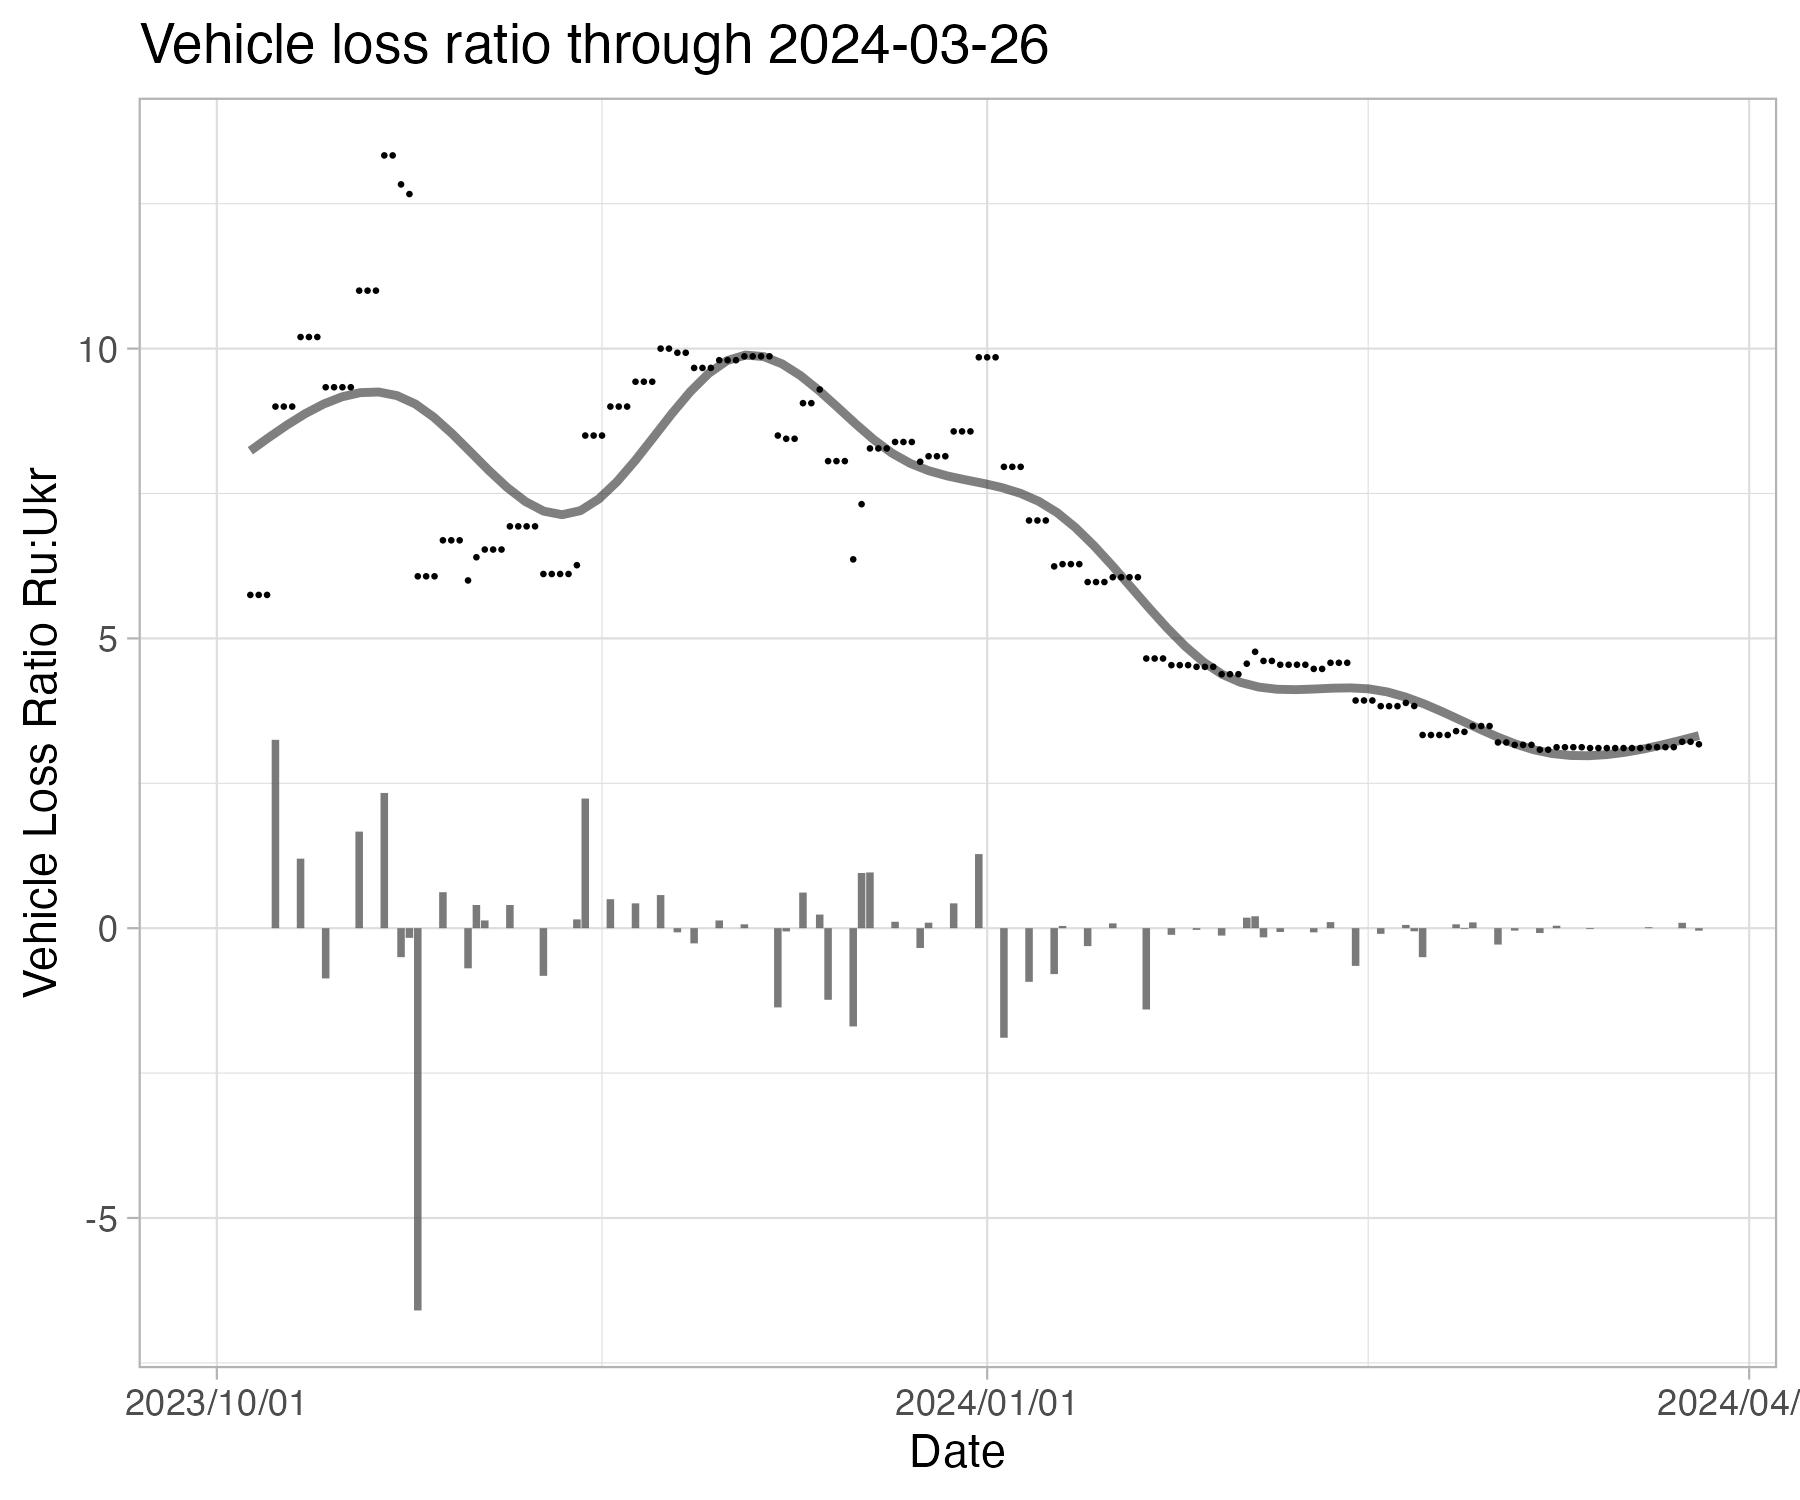 Vehicle loss ratio through 2024-03-26
Vehicle Loss Ratio Ru:Ukr
10
5
0
-5
2023/10/01 2024/01/01 2024/04/
Date